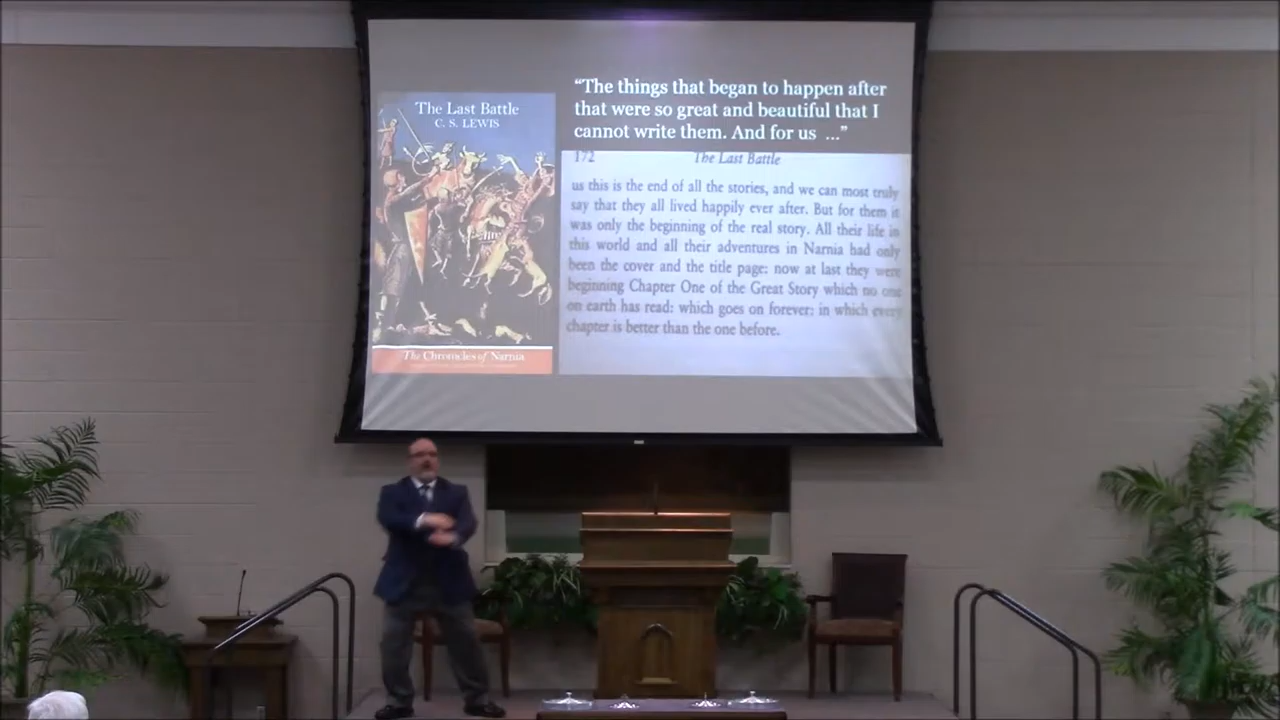 The Last Battle
C. S. LEWIS
The Chronicles of Narnia
“The things that began to happen after
that were so great and beautiful that I
cannot write them. And for us ...”
172 The Last Battle
us this is the end of all the stories, and we can most truly
say that they all lived happily ever after. But for them it
was only the beginning of the real story. All their life in
this world and all their adventures in Narnia had only
been the cover and the title page: now at last they were
beginning Chapter One of the Great Story which no one
on earth has read: which goes on forever: in which every
chapter is better than the one before.